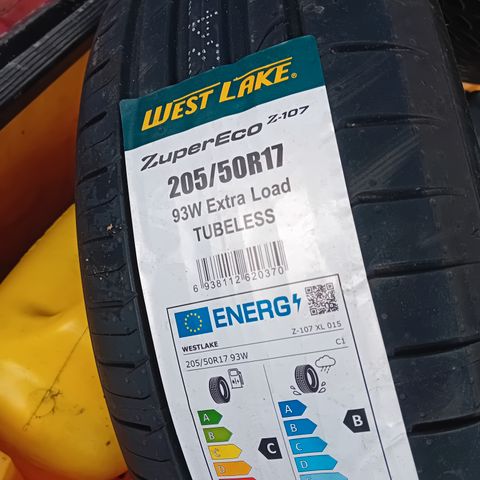 WEST LAKE®
ZuperEco Z-107
205/50R17
93W Extra Load
TUBELESS
6 938112 620370
ENERG
Z-107 XL 015
WESTLAKE
205/50R17 93W
C1
A
B
C
D
A
B
C
D
C
B